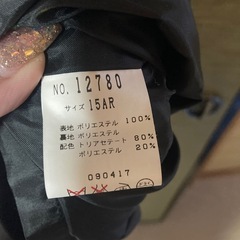 NO. 12780
サイズ 15AR
表地 ポリエステル 100%
裏地 ポリエステル
配色 トリアセテート 80%
ポリエステル 20%
090417